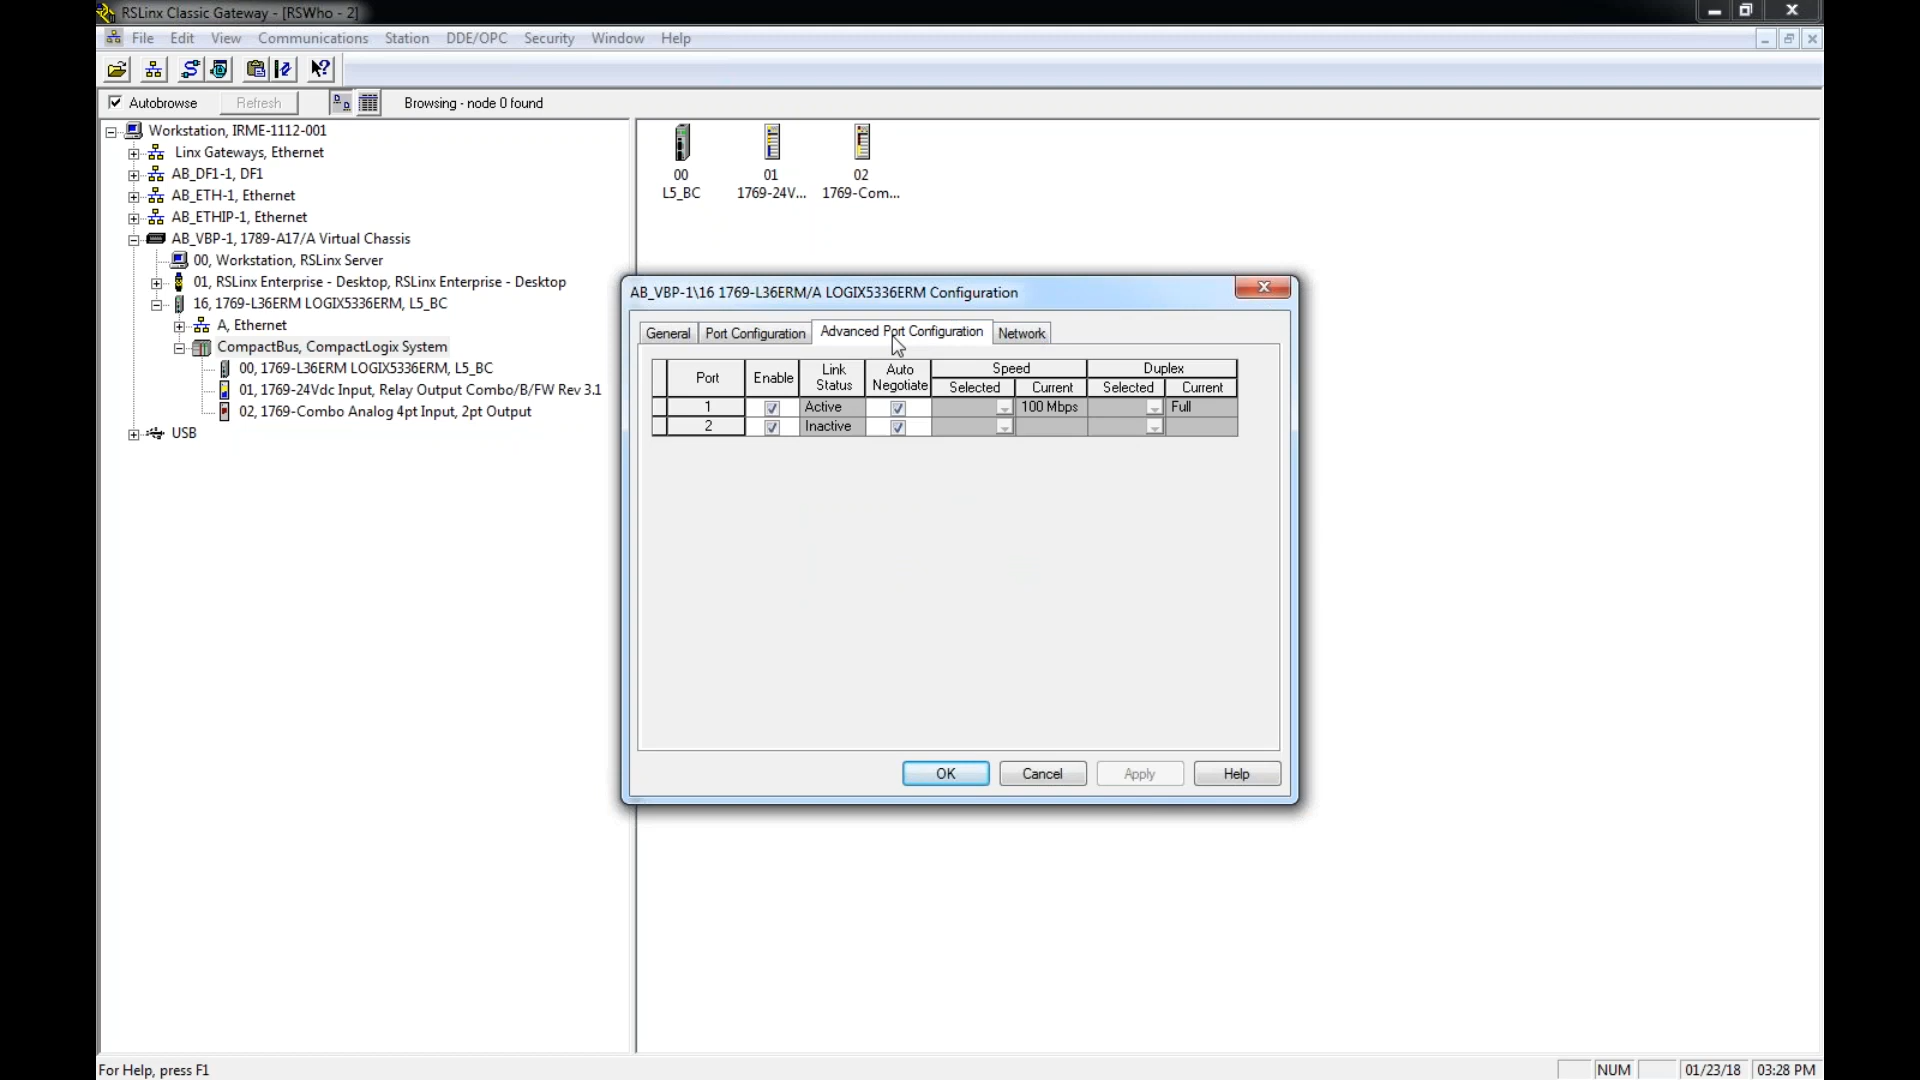 RSLinx Classic Gateway - [RSWho - 2]
File Edit View Communications Station DDE/OPC Security Window Help
Autobrowse Refresh Browsing - node 0 found
Workstation, IRME-1112-001
Linx Gateways, Ethernet
AB_DF1-1, DF1
AB_ETH-1, Ethernet
AB_ETHIP-1, Ethernet
AB_VBP-1, 1789-A17/A Virtual Chassis
00, Workstation, RSLinx Server
01, RSLinx Enterprise - Desktop, RSLinx Enterprise - Desktop
16, 1769-L36ERM LOGIX5336ERM, L5_BC
A, Ethernet
CompactBus, CompactLogix System
00, 1769-L36ERM LOGIX5336ERM, L5_BC
01, 1769-24Vdc Input, Relay Output Combo/B/FW Rev 3.1
02, 1769-Combo Analog 4pt Input, 2pt Output
USB
00 01 02
L5_BC 1769-24V... 1769-Com...
AB_VBP-1\16 1769-L36ERM/A LOGIX5336ERM Configuration
General Port Configuration Advanced Port Configuration Network
Port Enable Link Status Auto Negotiate Speed Duplex
Selected Current Selected Current
1 Active 100 Mbps Full
2 Inactive
OK Cancel Apply Help
For Help, press F1 NUM 01/23/18 03:28 PM